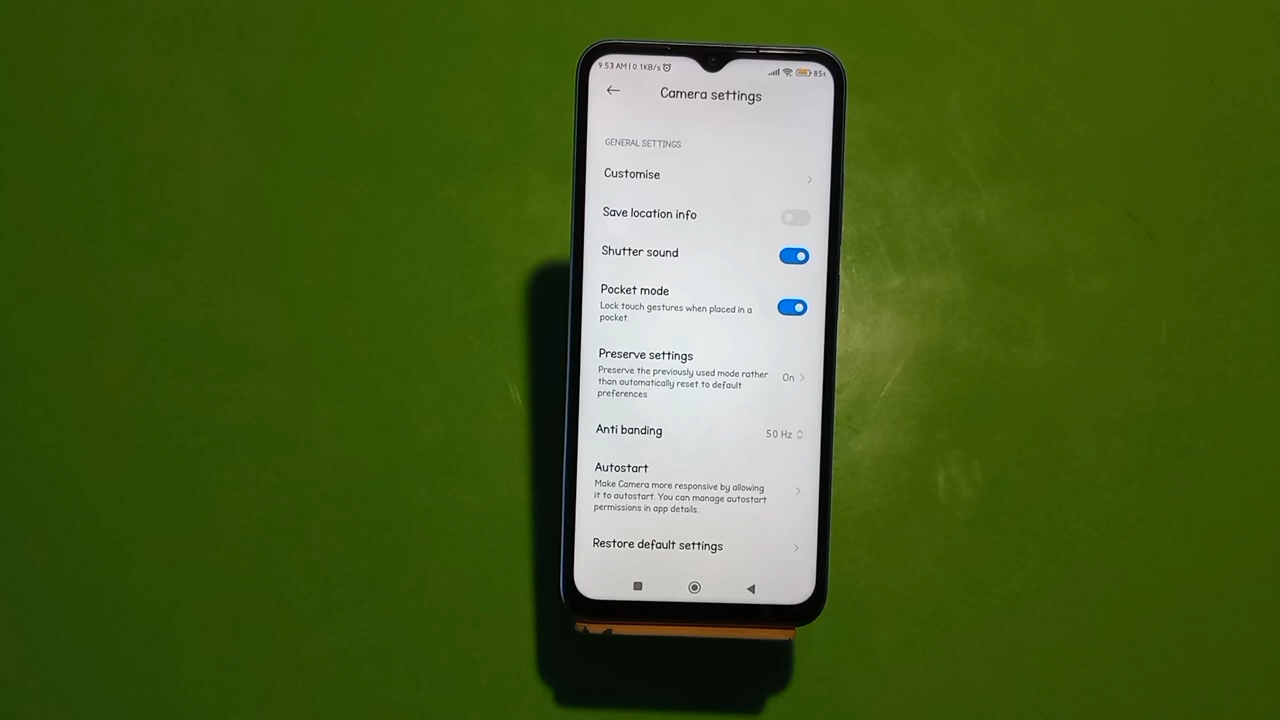 9.53 AM | 0.1KB/s
85
Camera settings
GENERAL SETTINGS
Customise
Save location info
Shutter sound
Pocket mode
Lock touch gestures when placed in a
pocket
Preserve settings
Preserve the previously used mode rather
than automatically reset to default
preferences
On
Anti banding
50 Hz
Autostart
Make Camera more responsive by allowing
it to autostart. You can manage autostart
permissions in app details.
Restore default settings